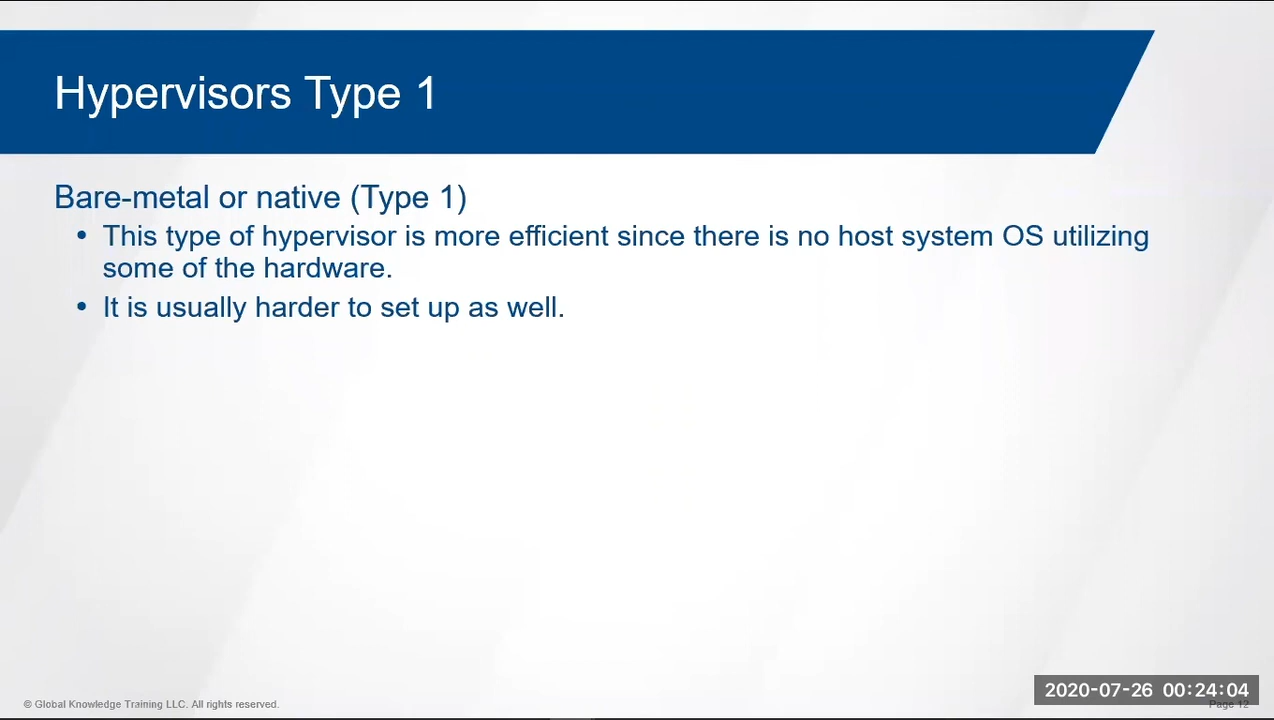 Hypervisors Type 1
Bare-metal or native (Type 1)
• This type of hypervisor is more efficient since there is no host system OS utilizing
some of the hardware.
• It is usually harder to set up as well.
© Global Knowledge Training LLC. All rights reserved.
2020-07-26 00:24:04
Page 12